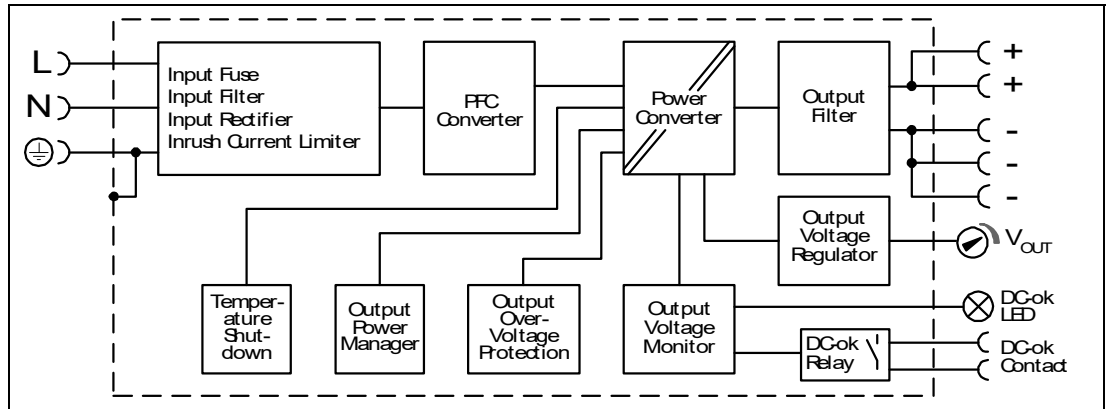 L
N
Input Fuse
Input Filter
Input Rectifier
Inrush Current Limiter
PFC
Converter
Power
Converter
Output
Filter
+
+
-
-
-
Output
Voltage
Regulator
VOUT
Temper-
ature
Shut-
down
Output
Power
Manager
Output
Over-
Voltage
Protection
Output
Voltage
Monitor
DC-ok
LED
DC-ok
Relay
DC-ok
Contact